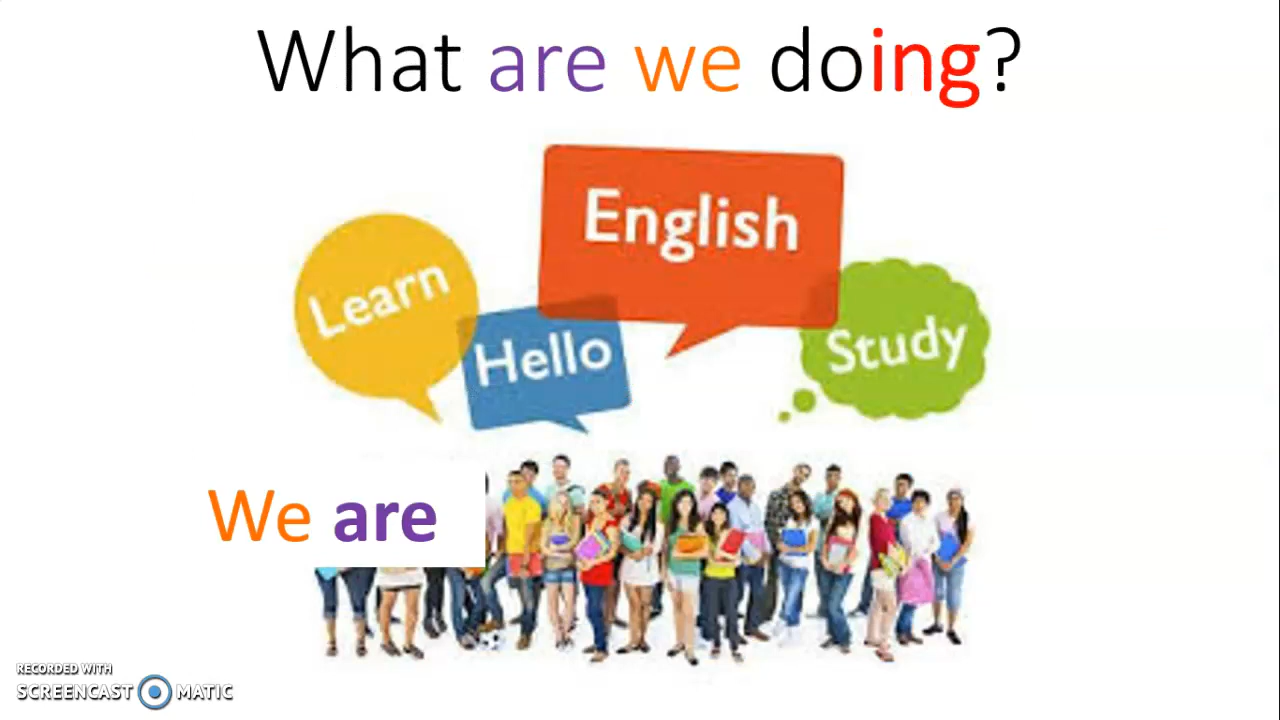 What are we doing?
English
Learn
Hello
Study
We are
RECORDED WITH
SCREENCAST MATIC